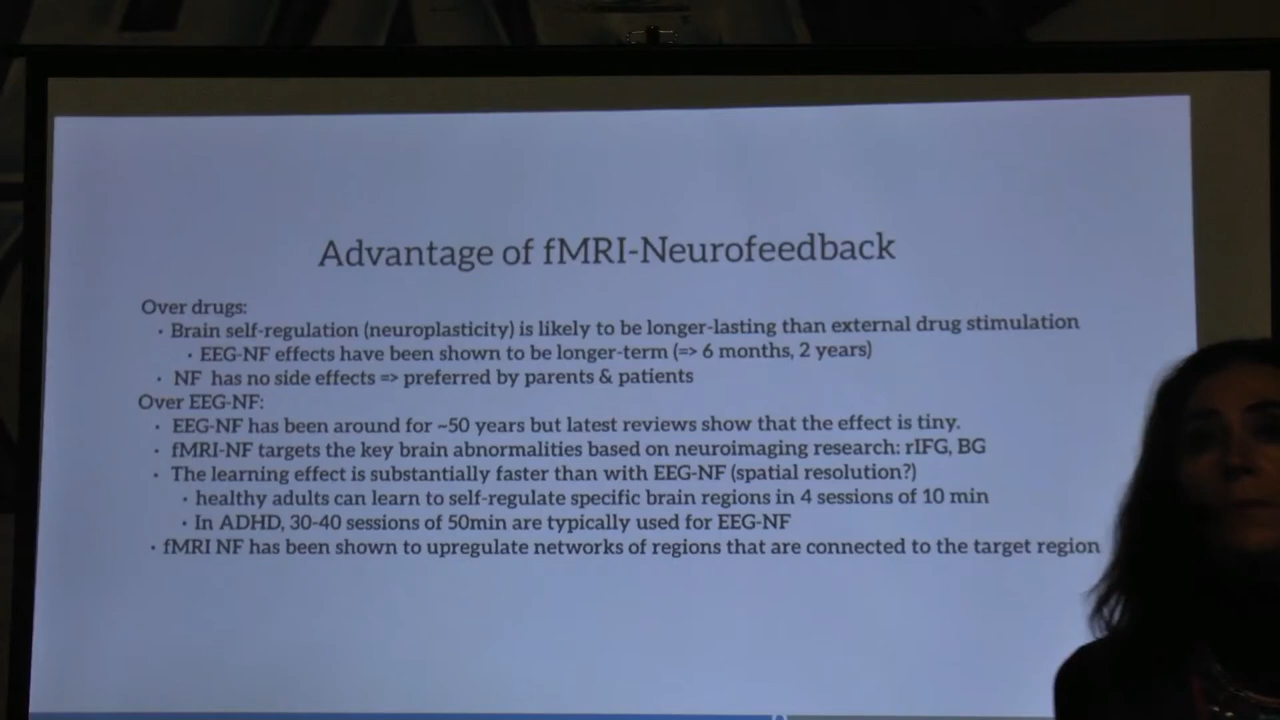 Advantage of fMRI-Neurofeedback
Over drugs:
· Brain self-regulation (neuroplasticity) is likely to be longer-lasting than external drug stimulation
· EEG-NF effects have been shown to be longer-term (=> 6 months, 2 years)
· NF has no side effects => preferred by parents & patients
Over EEG-NF:
· EEG-NF has been around for ~50 years but latest reviews show that the effect is tiny.
· fMRI-NF targets the key brain abnormalities based on neuroimaging research: rIFG, BG
· The learning effect is substantially faster than with EEG-NF (spatial resolution?)
· healthy adults can learn to self-regulate specific brain regions in 4 sessions of 10 min
· In ADHD, 30-40 sessions of 50min are typically used for EEG-NF
· fMRI NF has been shown to upregulate networks of regions that are connected to the target region